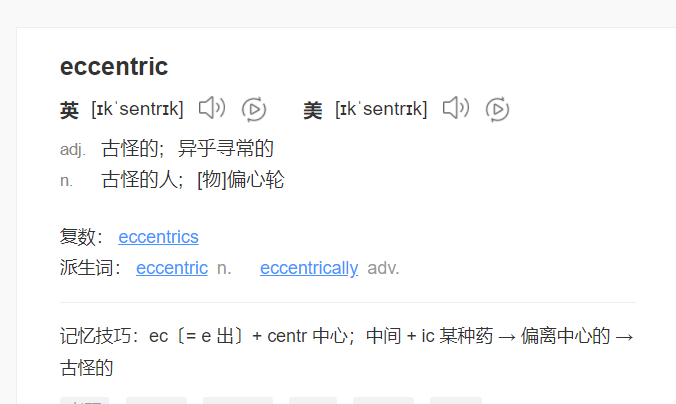 eccentric
英 [ɪkˈsentrɪk] 美 [ɪkˈsentrɪk]
adj. 古怪的；异乎寻常的
n. 古怪的人；[物]偏心轮
复数： eccentrics
派生词： eccentric n. eccentrically adv.
记忆技巧：ec〔= e 出〕+ centr 中心；中间 + ic 某种药 → 偏离中心的 →
古怪的